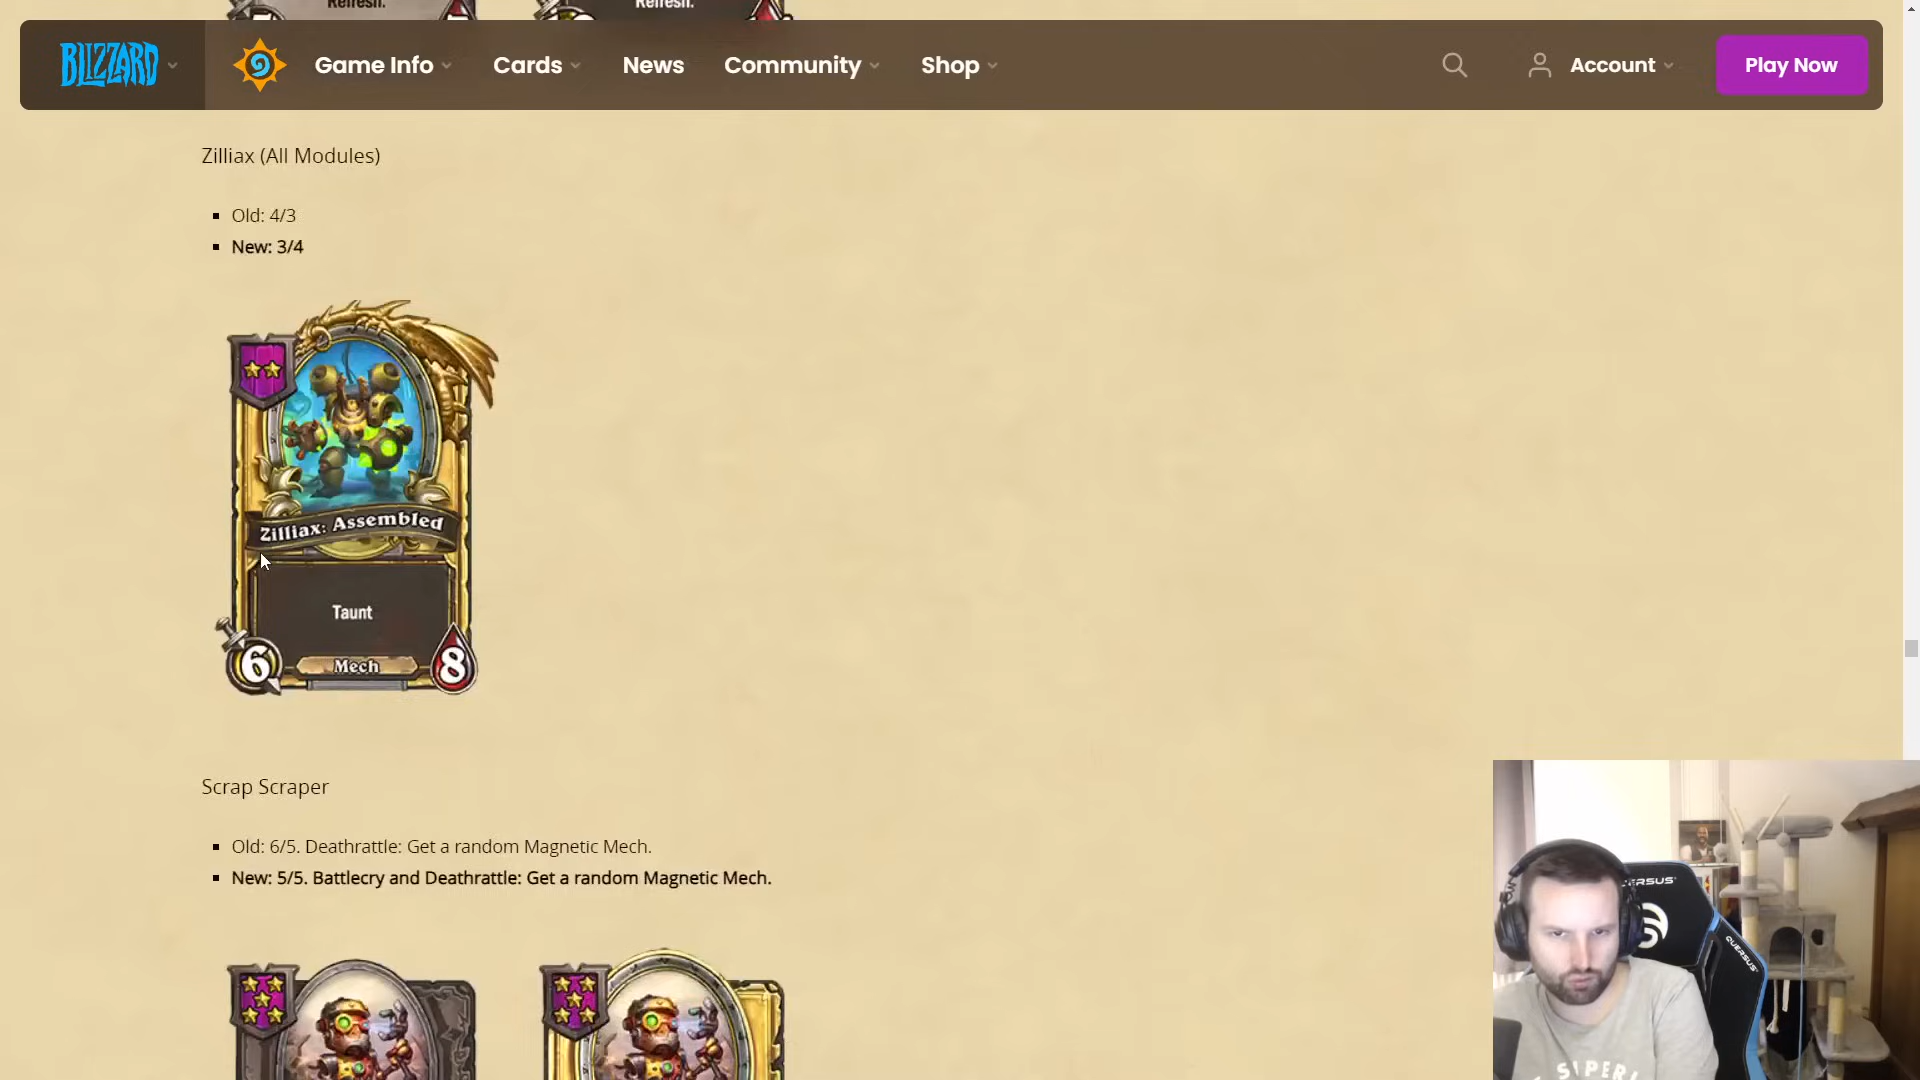 Refresh.
Refresh.
BLIZZARD
Game Info
Cards
News
Community
Shop
Account
Play Now
Zilliax (All Modules)
Old: 4/3
New: 3/4
Zilliax: Assembled
Taunt
6
Mech
8
Scrap Scraper
Old: 6/5. Deathrattle: Get a random Magnetic Mech.
New: 5/5. Battlecry and Deathrattle: Get a random Magnetic Mech.
QUERSUS